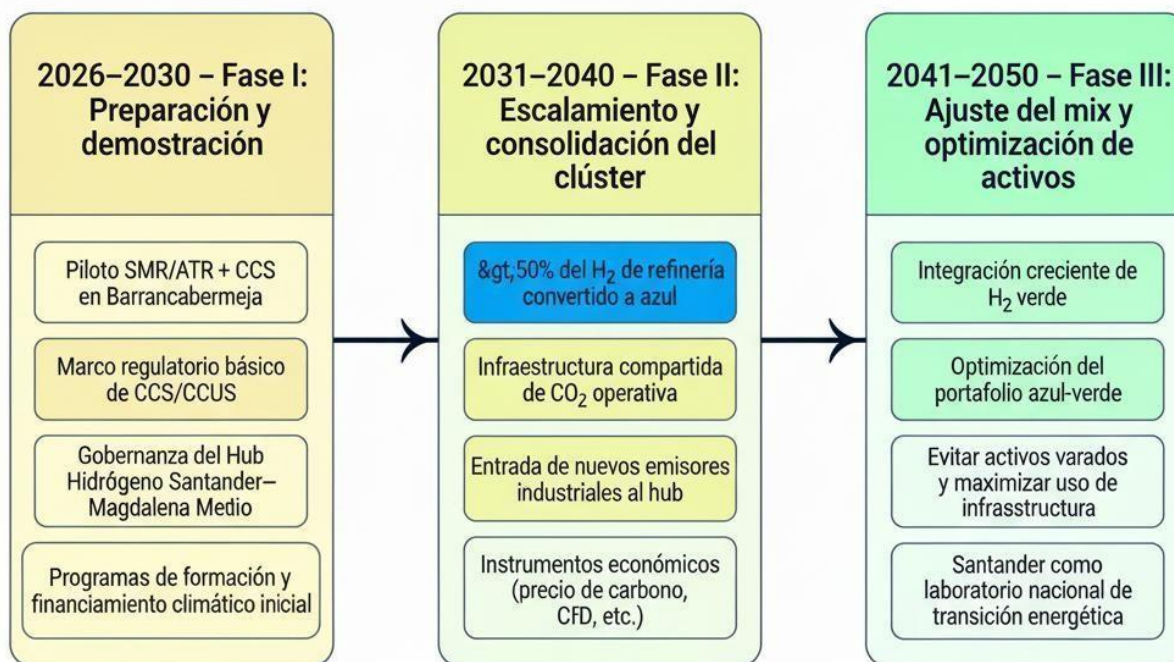 2026–2030 – Fase I:
Preparación y
demostración
Piloto SMR/ATR + CCS
en Barrancabermeja
Marco regulatorio básico
de CCS/CCUS
Gobernanza del Hub
Hidrógeno Santander–
Magdalena Medio
Programas de formación y
financiamiento climático inicial
2031–2040 – Fase II:
Escalamiento y
consolidación del
clúster
&gt;50% del H₂ de refinería
convertido a azul
Infraestructura compartida
de CO₂ operativa
Entrada de nuevos emisores
industriales al hub
Instrumentos económicos
(precio de carbono,
CFD, etc.)
2041–2050 – Fase III:
Ajuste del mix y
optimización de
activos
Integración creciente de
H₂ verde
Optimización del
portafolio azul-verde
Evitar activos varados
y maximizar uso de
infrasstructura
Santander como
laboratorio nacional de
transición energética